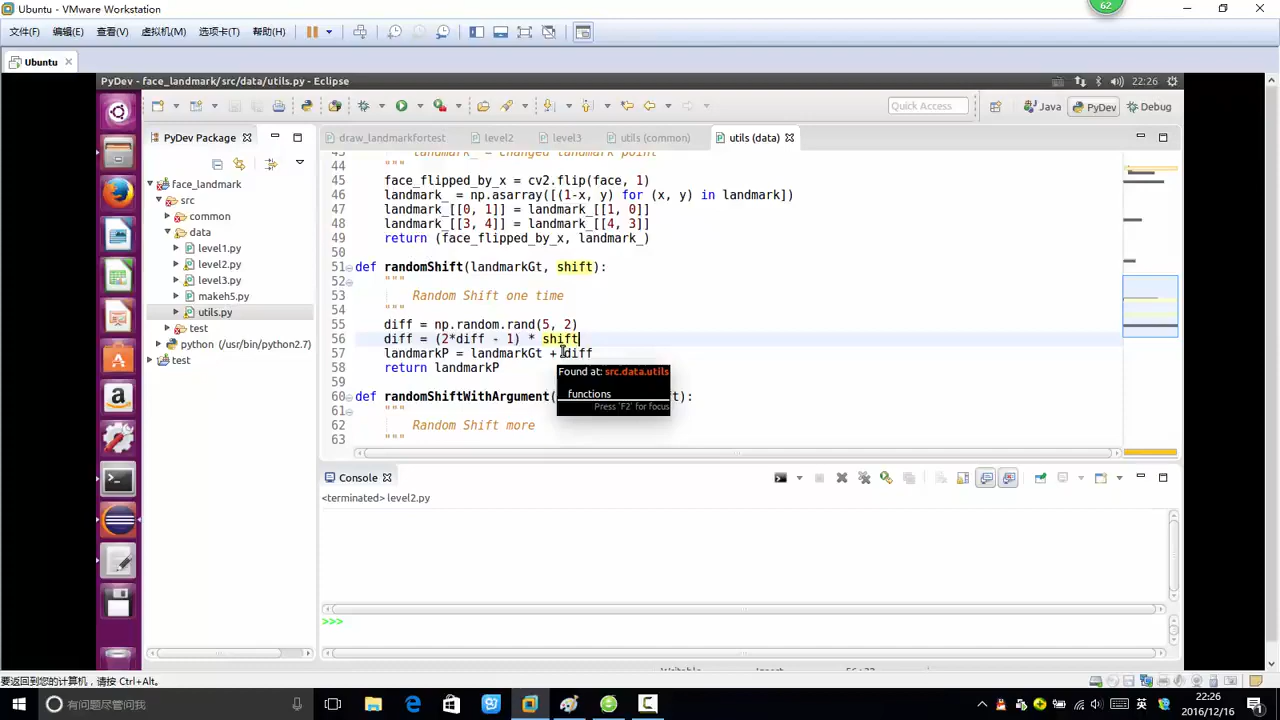 Ubuntu - VMware Workstation
62
文件(F) 编辑(E) 查看(V) 虚拟机(M) 选项卡(T) 帮助(H)
Ubuntu
PyDev - face_landmark/src/data/utils.py - Eclipse
22:26
Quick Access
Java
PyDev
Debug
PyDev Package
draw_landmarkfortest
level2
level3
utils (common)
utils (data)
face_landmark
src
common
data
level1.py
level2.py
level3.py
makeh5.py
utils.py
test
python (/usr/bin/python2.7)
test
43 landmark_ = changed landmark point
44 """
45 face_flipped_by_x = cv2.flip(face, 1)
46 landmark_ = np.asarray([(1-x, y) for (x, y) in landmark])
47 landmark_[[0, 1]] = landmark_[[1, 0]]
48 landmark_[[3, 4]] = landmark_[[4, 3]]
49 return (face_flipped_by_x, landmark_)
50
51 def randomShift(landmarkGt, shift):
52 """
53 Random Shift one time
54 """
55 diff = np.random.rand(5, 2)
56 diff = (2*diff - 1) * shift
57 landmarkP = landmarkGt + diff
58 return landmarkP
59
60 def randomShiftWithArgument( ft):
61 """
62 Random Shift more
63 """
Found at: src.data.utils
functions
Press 'F2' for focus
Console
<terminated> level2.py
>>>
要返回到您的计算机，请按 Ctrl+Alt。
有问题尽管问我
英
22:26
2016/12/16